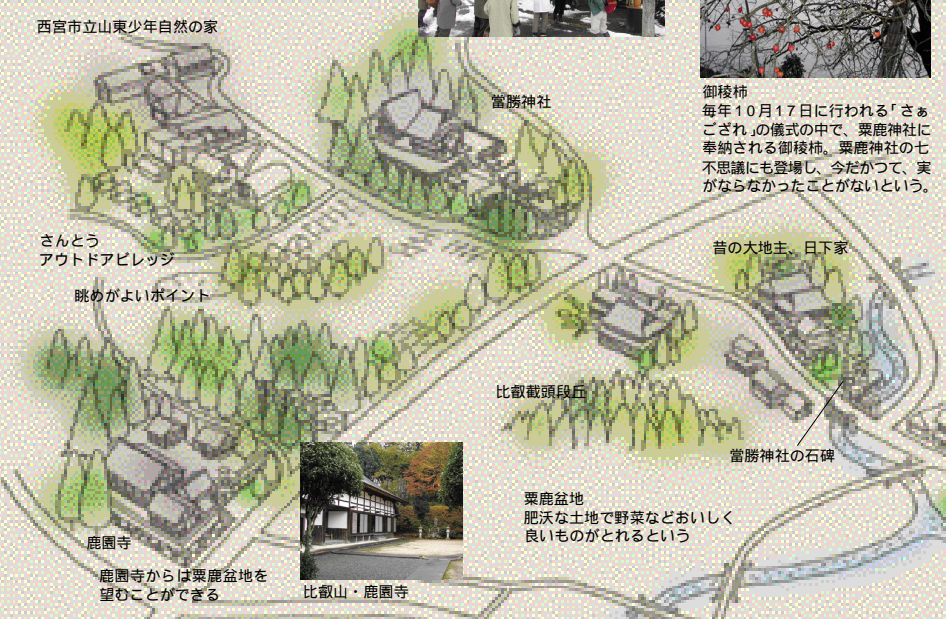 西宮市立山東少年自然の家
當勝神社
御稜柿
毎年10月17日に行われる「さぁ
ござれ」の儀式の中で、粟鹿神社に
奉納される御稜柿。粟鹿神社の七
不思議にも登場し、今だかつて、実
がならなかったことがないという。
さんとう
アウトドアビレッジ
昔の大地主、日下家
眺めがよいポイント
比叡截頭段丘
當勝神社の石碑
粟鹿盆地
肥沃な土地で野菜などおいしく
良いものがとれるという
鹿園寺
鹿園寺からは粟鹿盆地を
望むことができる
比叡山・鹿園寺